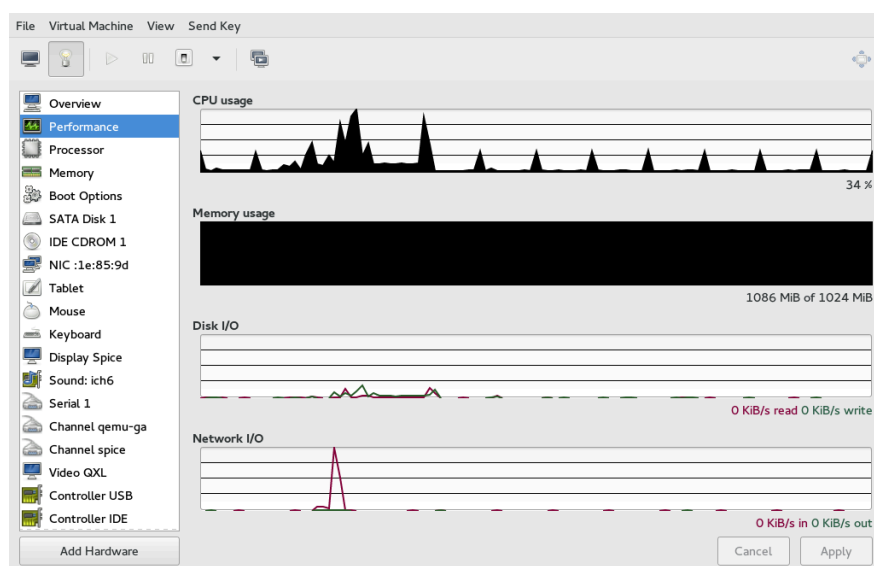 File Virtual Machine View Send Key
Overview
Performance
Processor
Memory
Boot Options
SATA Disk 1
IDE CDROM 1
NIC :1e:85:9d
Tablet
Mouse
Keyboard
Display Spice
Sound: ich6
Serial 1
Channel qemu-ga
Channel spice
Video QXL
Controller USB
Controller IDE
Add Hardware
CPU usage
34 %
Memory usage
1086 MiB of 1024 MiB
Disk I/O
0 KiB/s read 0 KiB/s write
Network I/O
0 KiB/s in 0 KiB/s out
Cancel Apply